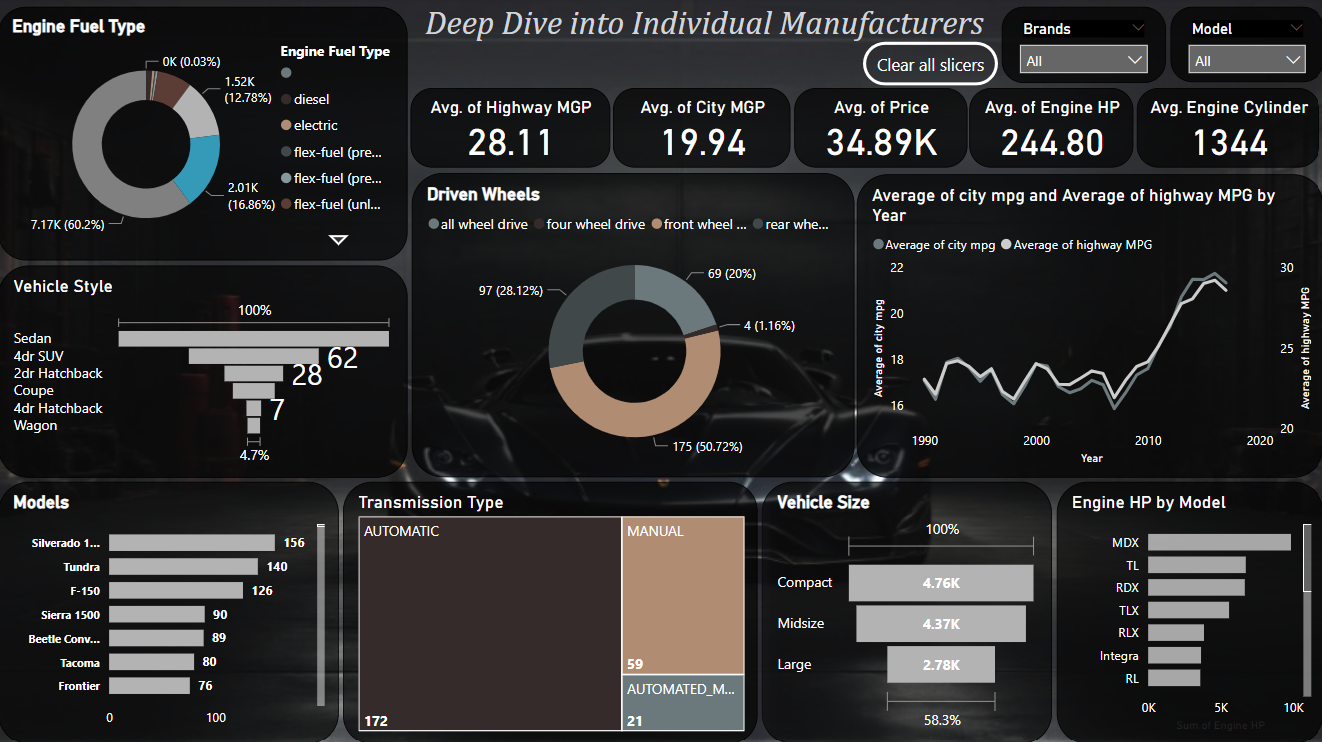 Deep Dive into Individual Manufacturers
Clear all slicers
Brands
All
Model
All
Engine Fuel Type
0K (0.03%)
1.52K
(12.78%)
2.01K
(16.86%)
7.17K (60.2%)
Engine Fuel Type
diesel
electric
flex-fuel (pre...
flex-fuel (pre...
flex-fuel (unl...
Avg. of Highway MGP
28.11
Avg. of City MGP
19.94
Avg. of Price
34.89K
Avg. of Engine HP
244.80
Avg. Engine Cylinder
1344
Vehicle Style
100%
Sedan
4dr SUV
2dr Hatchback
Coupe
4dr Hatchback
Wagon
62
28
7
4.7%
Driven Wheels
all wheel drive
four wheel drive
front wheel ...
rear whe...
69 (20%)
4 (1.16%)
175 (50.72%)
97 (28.12%)
Average of city mpg and Average of highway MPG by
Year
Average of city mpg
Average of highway MPG
Average of city mpg
22
20
18
16
30
25
20
Average of highway MPG
1990
2000
2010
2020
Year
Models
Silverado 1... 156
Tundra 140
F-150 126
Sierra 1500 90
Beetle Conv... 89
Tacoma 80
Frontier 76
0 100
Transmission Type
AUTOMATIC
172
MANUAL
59
AUTOMATED_M...
21
Vehicle Size
100%
Compact 4.76K
Midsize 4.37K
Large 2.78K
58.3%
Engine HP by Model
MDX
TL
RDX
TLX
RLX
Integra
RL
0K 5K 10K
Sum of Engine HP